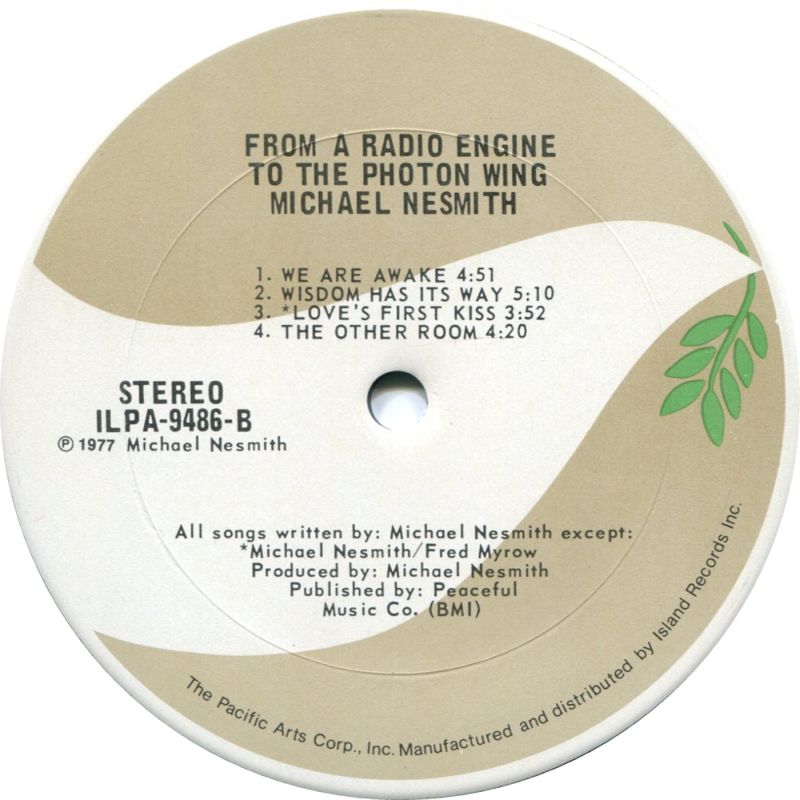 FROM A RADIO ENGINE
TO THE PHOTON WING
MICHAEL NESMITH
1. WE ARE AWAKE 4:51
2. WISDOM HAS ITS WAY 5:10
3. *LOVE'S FIRST KISS 3:52
4. THE OTHER ROOM 4:20
STEREO
ILPA-9486-B
℗ 1977 Michael Nesmith
All songs written by: Michael Nesmith except:
*Michael Nesmith/Fred Myrow
Produced by: Michael Nesmith
Published by: Peaceful
Music Co. (BMI)
The Pacific Arts Corp., Inc. Manufactured and distributed by Island Records Inc.